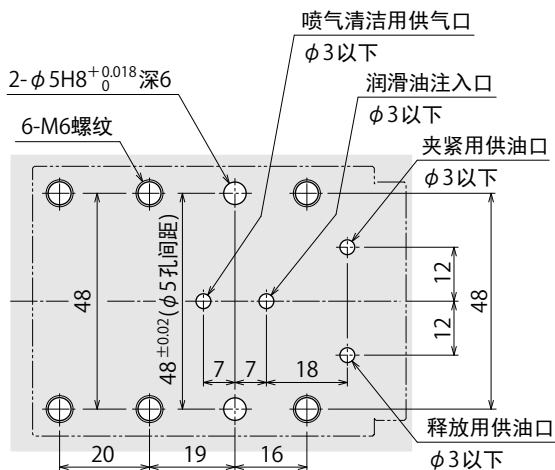 喷气清洁用供气口
φ3以下
2-φ5H8+0.018 0深6
润滑油注入口
φ3以下
6-M6螺纹
夹紧用供油口
φ3以下
48
48±0.02(φ5孔间距)
12
12
48
7
7
18
释放用供油口
φ3以下
20
19
16